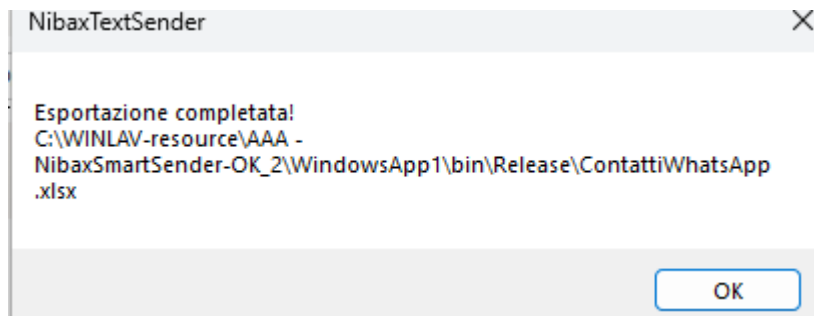 NibaxTextSender
Esportazione completata!
C:\WINLAV-resource\AAA -
NibaxSmartSender-OK_2\WindowsApp1\bin\Release\ContattiWhatsApp
.xlsx
OK